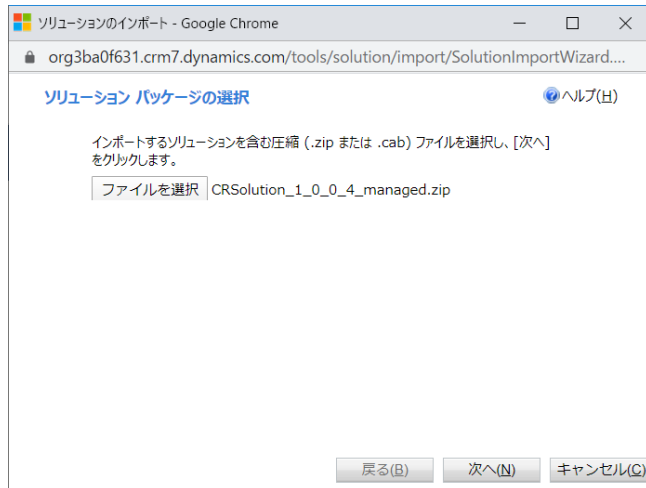 ソリューションのインポート - Google Chrome
org3ba0f631.crm7.dynamics.com/tools/solution/import/SolutionImportWizard....
ソリューション パッケージの選択
ヘルプ(H)
インポートするソリューションを含む圧縮 (.zip または .cab) ファイルを選択し、[次へ]
をクリックします。
ファイルを選択 CRSolution_1_0_0_4_managed.zip
戻る(B) 次へ(N) キャンセル(C)